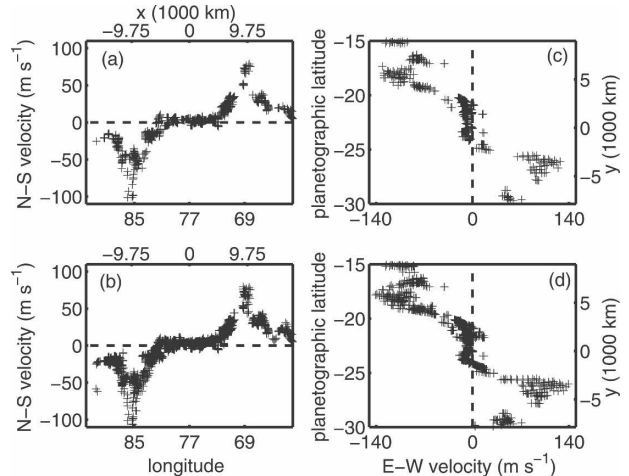 x (1000 km)
−9.75 0 9.75
100
50
0
−50
−100
N−S velocity (m s⁻¹)
(a)
85 77 69
−15
−20
−25
−30
planetographic latitude
(c)
5
0
−5
y (1000 km)
−140 0 140
−9.75 0 9.75
100
50
0
−50
−100
N−S velocity (m s⁻¹)
(b)
85 77 69
longitude
−15
−20
−25
−30
planetographic latitude
(d)
5
0
−5
y (1000 km)
−140 0 140
E−W velocity (m s⁻¹)